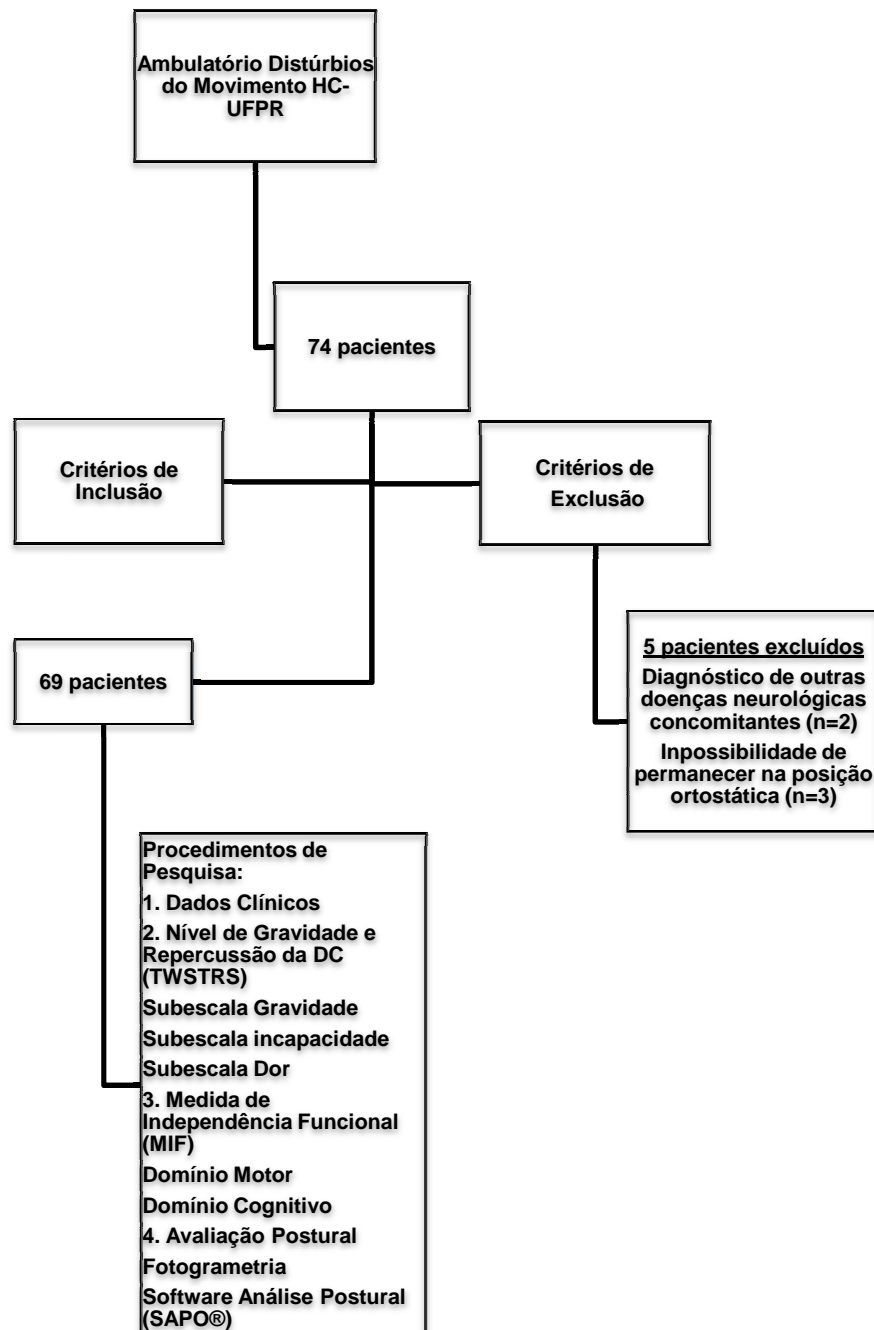 Ambulatório Distúrbios
do Movimento HC-
UFPR
74 pacientes
Critérios de
Inclusão
Critérios de
Exclusão
69 pacientes
5 pacientes excluídos
Diagnóstico de outras
doenças neurológicas
concomitantes (n=2)
Inpossibilidade de
permanecer na posição
ortostática (n=3)
Procedimentos de
Pesquisa:
1. Dados Clínicos
2. Nível de Gravidade e
Repercussão da DC
(TWSTRS)
Subescala Gravidade
Subescala incapacidade
Subescala Dor
3. Medida de
Independência Funcional
(MIF)
Domínio Motor
Domínio Cognitivo
4. Avaliação Postural
Fotogrametria
Software Análise Postural
(SAPO®)